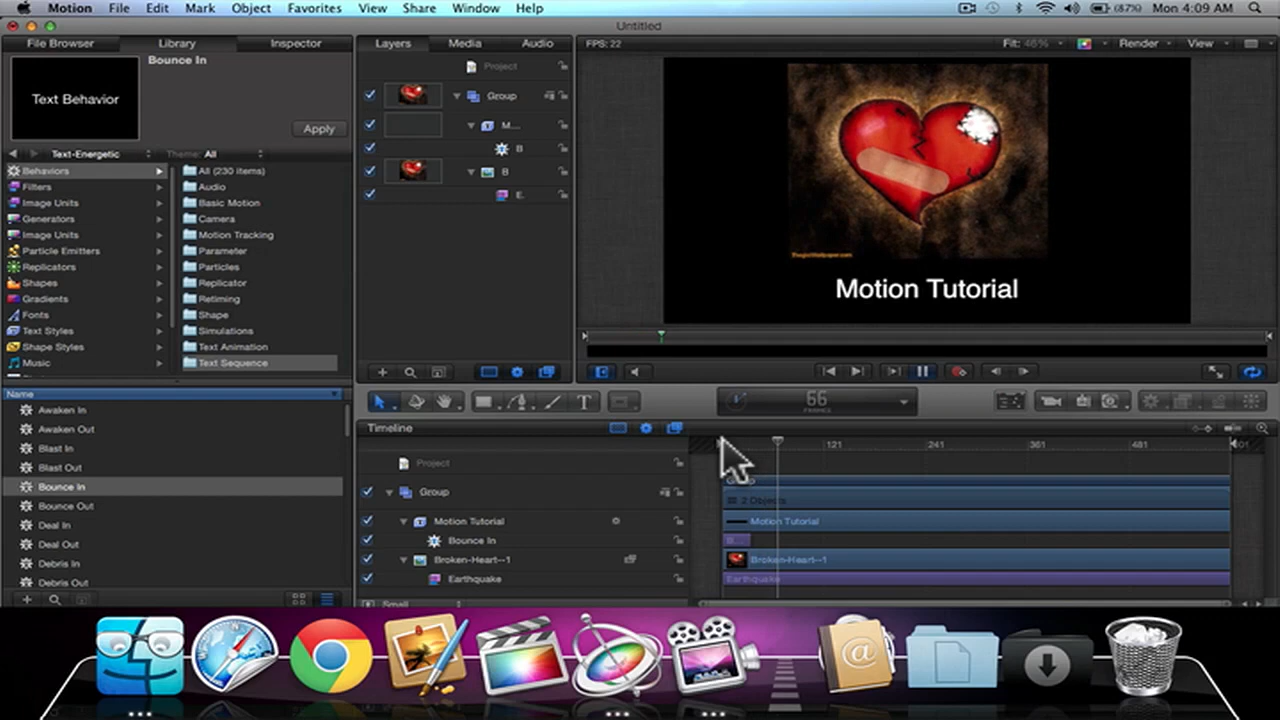 Motion File Edit Mark Object Favorites View Share Window Help (87%) Mon 4:09 AM
Untitled
File Browser Library Inspector
Bounce In
Text Behavior
Apply
Text-Energetic Theme: All
Behaviors
Filters
Image Units
Generators
Image Units
Particle Emitters
Replicators
Shapes
Gradients
Fonts
Text Styles
Shape Styles
Music
All (230 items)
Audio
Basic Motion
Camera
Motion Tracking
Parameter
Particles
Replicator
Retiming
Shape
Simulations
Text Animation
Text Sequence
Name
Awaken In
Awaken Out
Blast In
Blast Out
Bounce In
Bounce Out
Deal In
Deal Out
Debris In
Debris Out
Layers Media Audio
Project
Group
M...
B
B
E
FPS: 22 Fit: 46% Render View
Motion Tutorial
T 66
FRAMES
Timeline
121 241 361 481
Project
Group
2 Objects
Motion Tutorial
Motion Tutorial
Bounce In
B...
Broken-Heart--1
Broken-Heart--1
Earthquake
Earthquake
Small